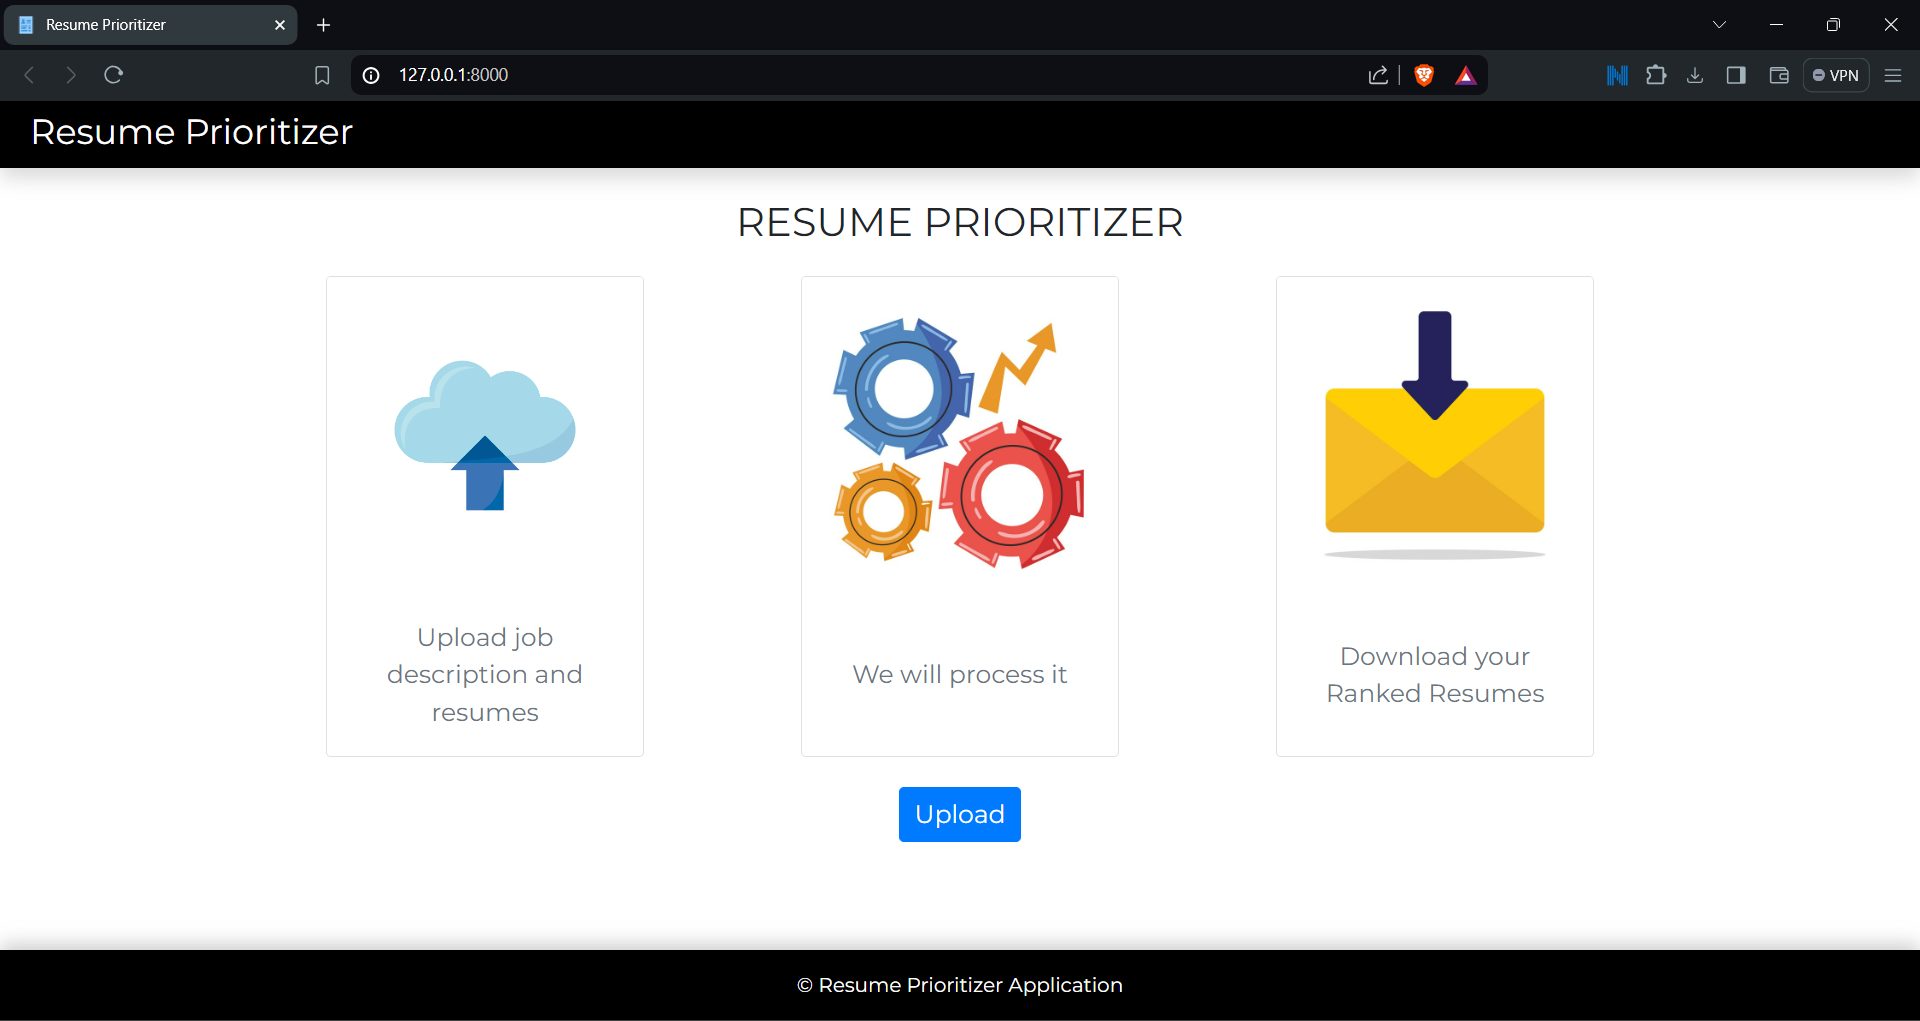 Resume Prioritizer
127.0.0.1:8000
VPN
Resume Prioritizer
RESUME PRIORITIZER
Upload job
description and
resumes
We will process it
Download your
Ranked Resumes
Upload
© Resume Prioritizer Application